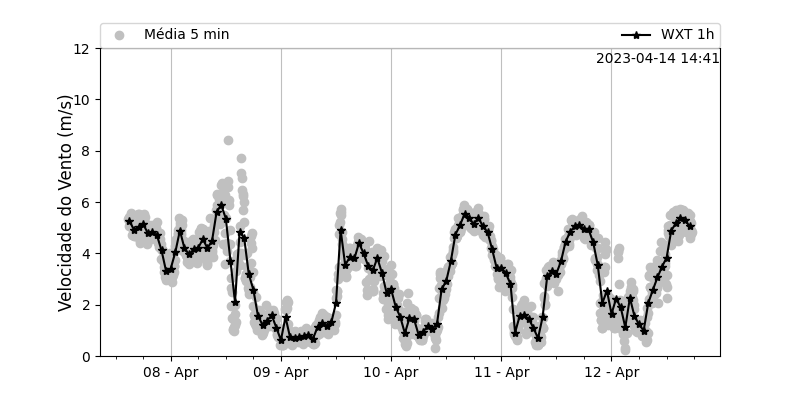 Média 5 min
WXT 1h
2023-04-14 14:41
Velocidade do Vento (m/s)
12
10
8
6
4
2
0
08 - Apr
09 - Apr
10 - Apr
11 - Apr
12 - Apr